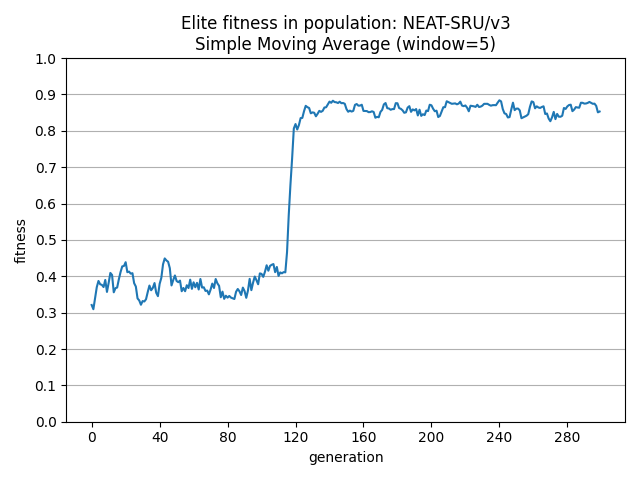 Elite fitness in population: NEAT-SRU/v3
Simple Moving Average (window=5)
1.0
0.9
0.8
0.7
0.6
0.5
0.4
0.3
0.2
0.1
0.0
fitness
0 40 80 120 160 200 240 280
generation